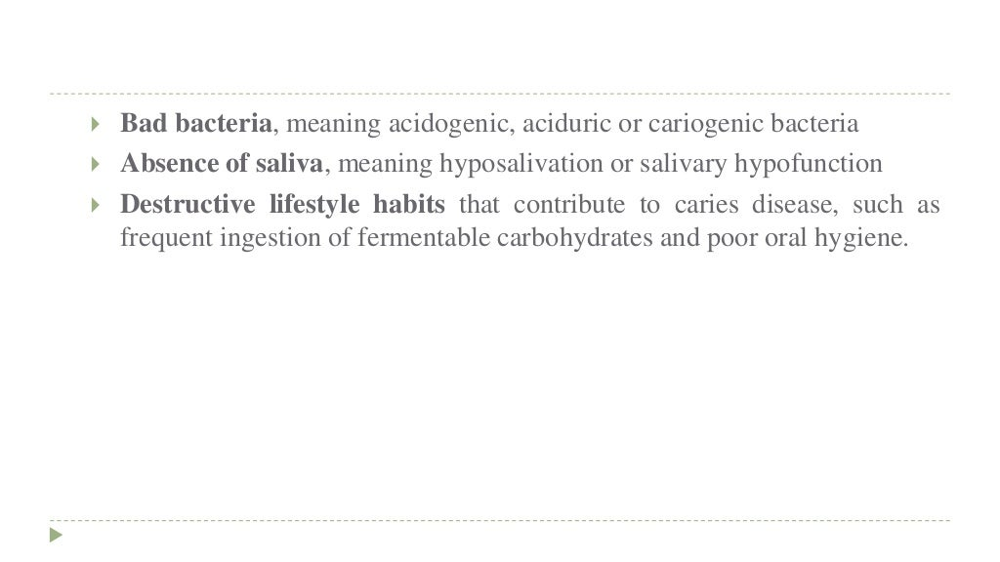 Bad bacteria, meaning acidogenic, aciduric or cariogenic bacteria
Absence of saliva, meaning hyposalivation or salivary hypofunction
Destructive lifestyle habits that contribute to caries disease, such as
frequent ingestion of fermentable carbohydrates and poor oral hygiene.